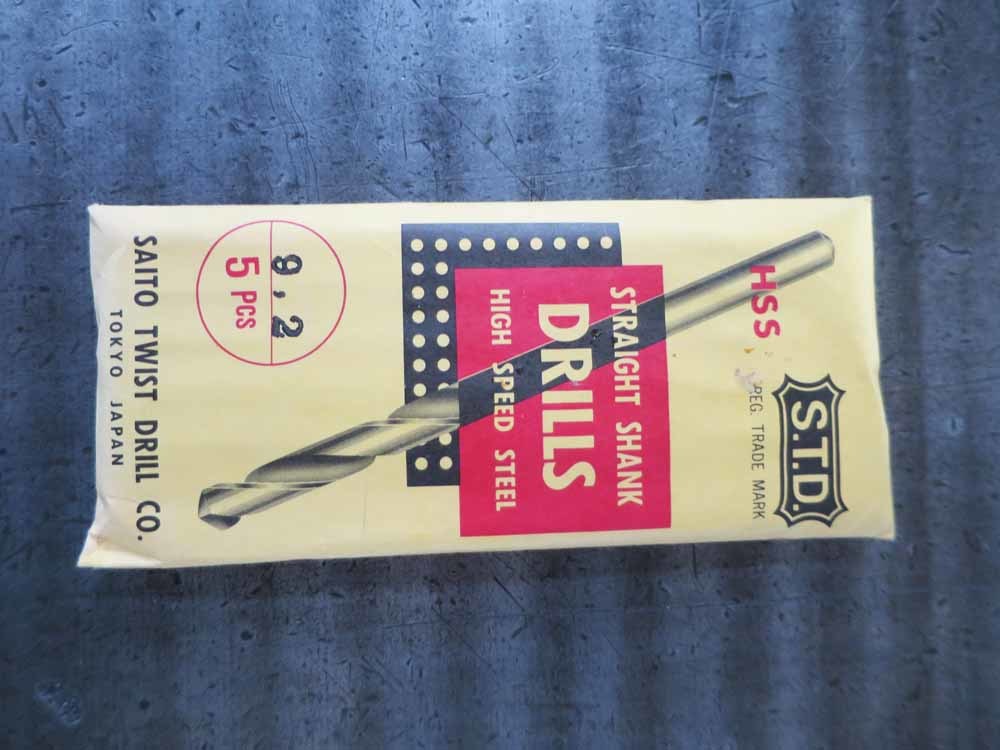 S.T.D.
REG. TRADE MARK
HSS
STRAIGHT SHANK
DRILLS
HIGH SPEED STEEL
9,2
5 PCS
SAITO TWIST DRILL CO.
TOKYO JAPAN